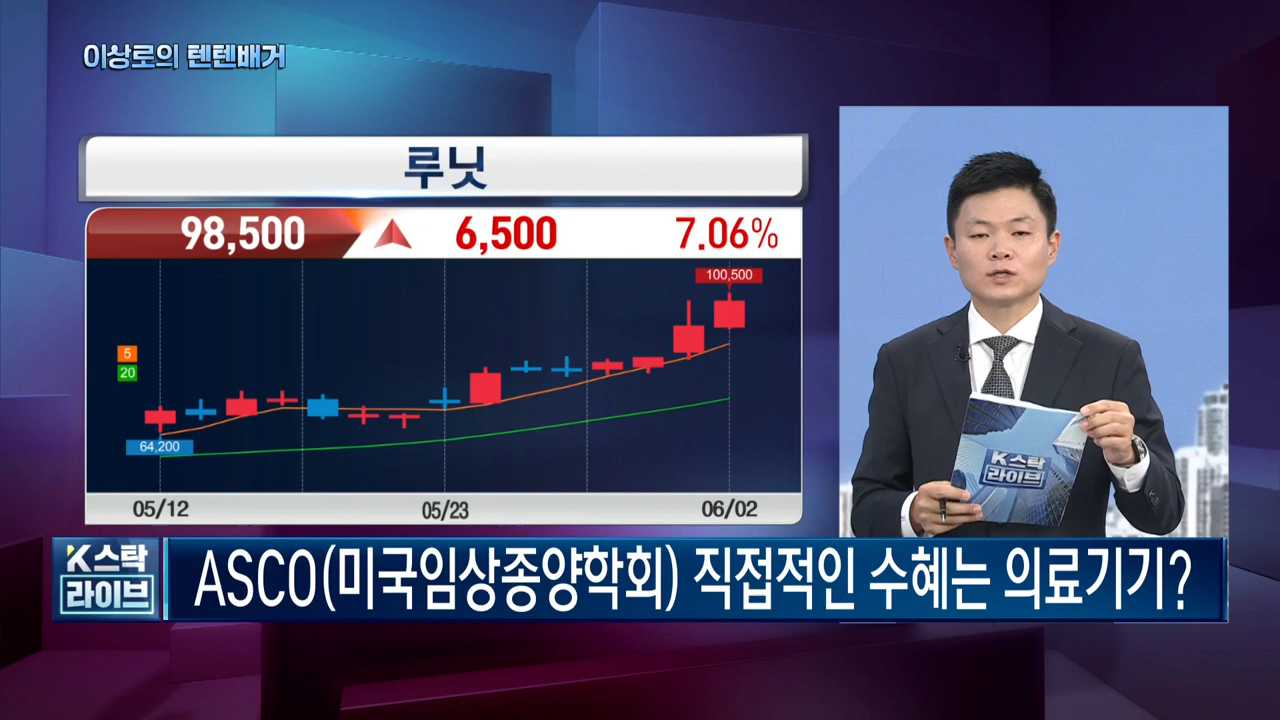 이상로의 텐텐배거
루닛
98,500 ▲ 6,500 7.06%
100,500
5
20
64,200
05/12 05/23 06/02
K스탁
라이브
K스탁
라이브
ASCO(미국임상종양학회) 직접적인 수혜는 의료기기?